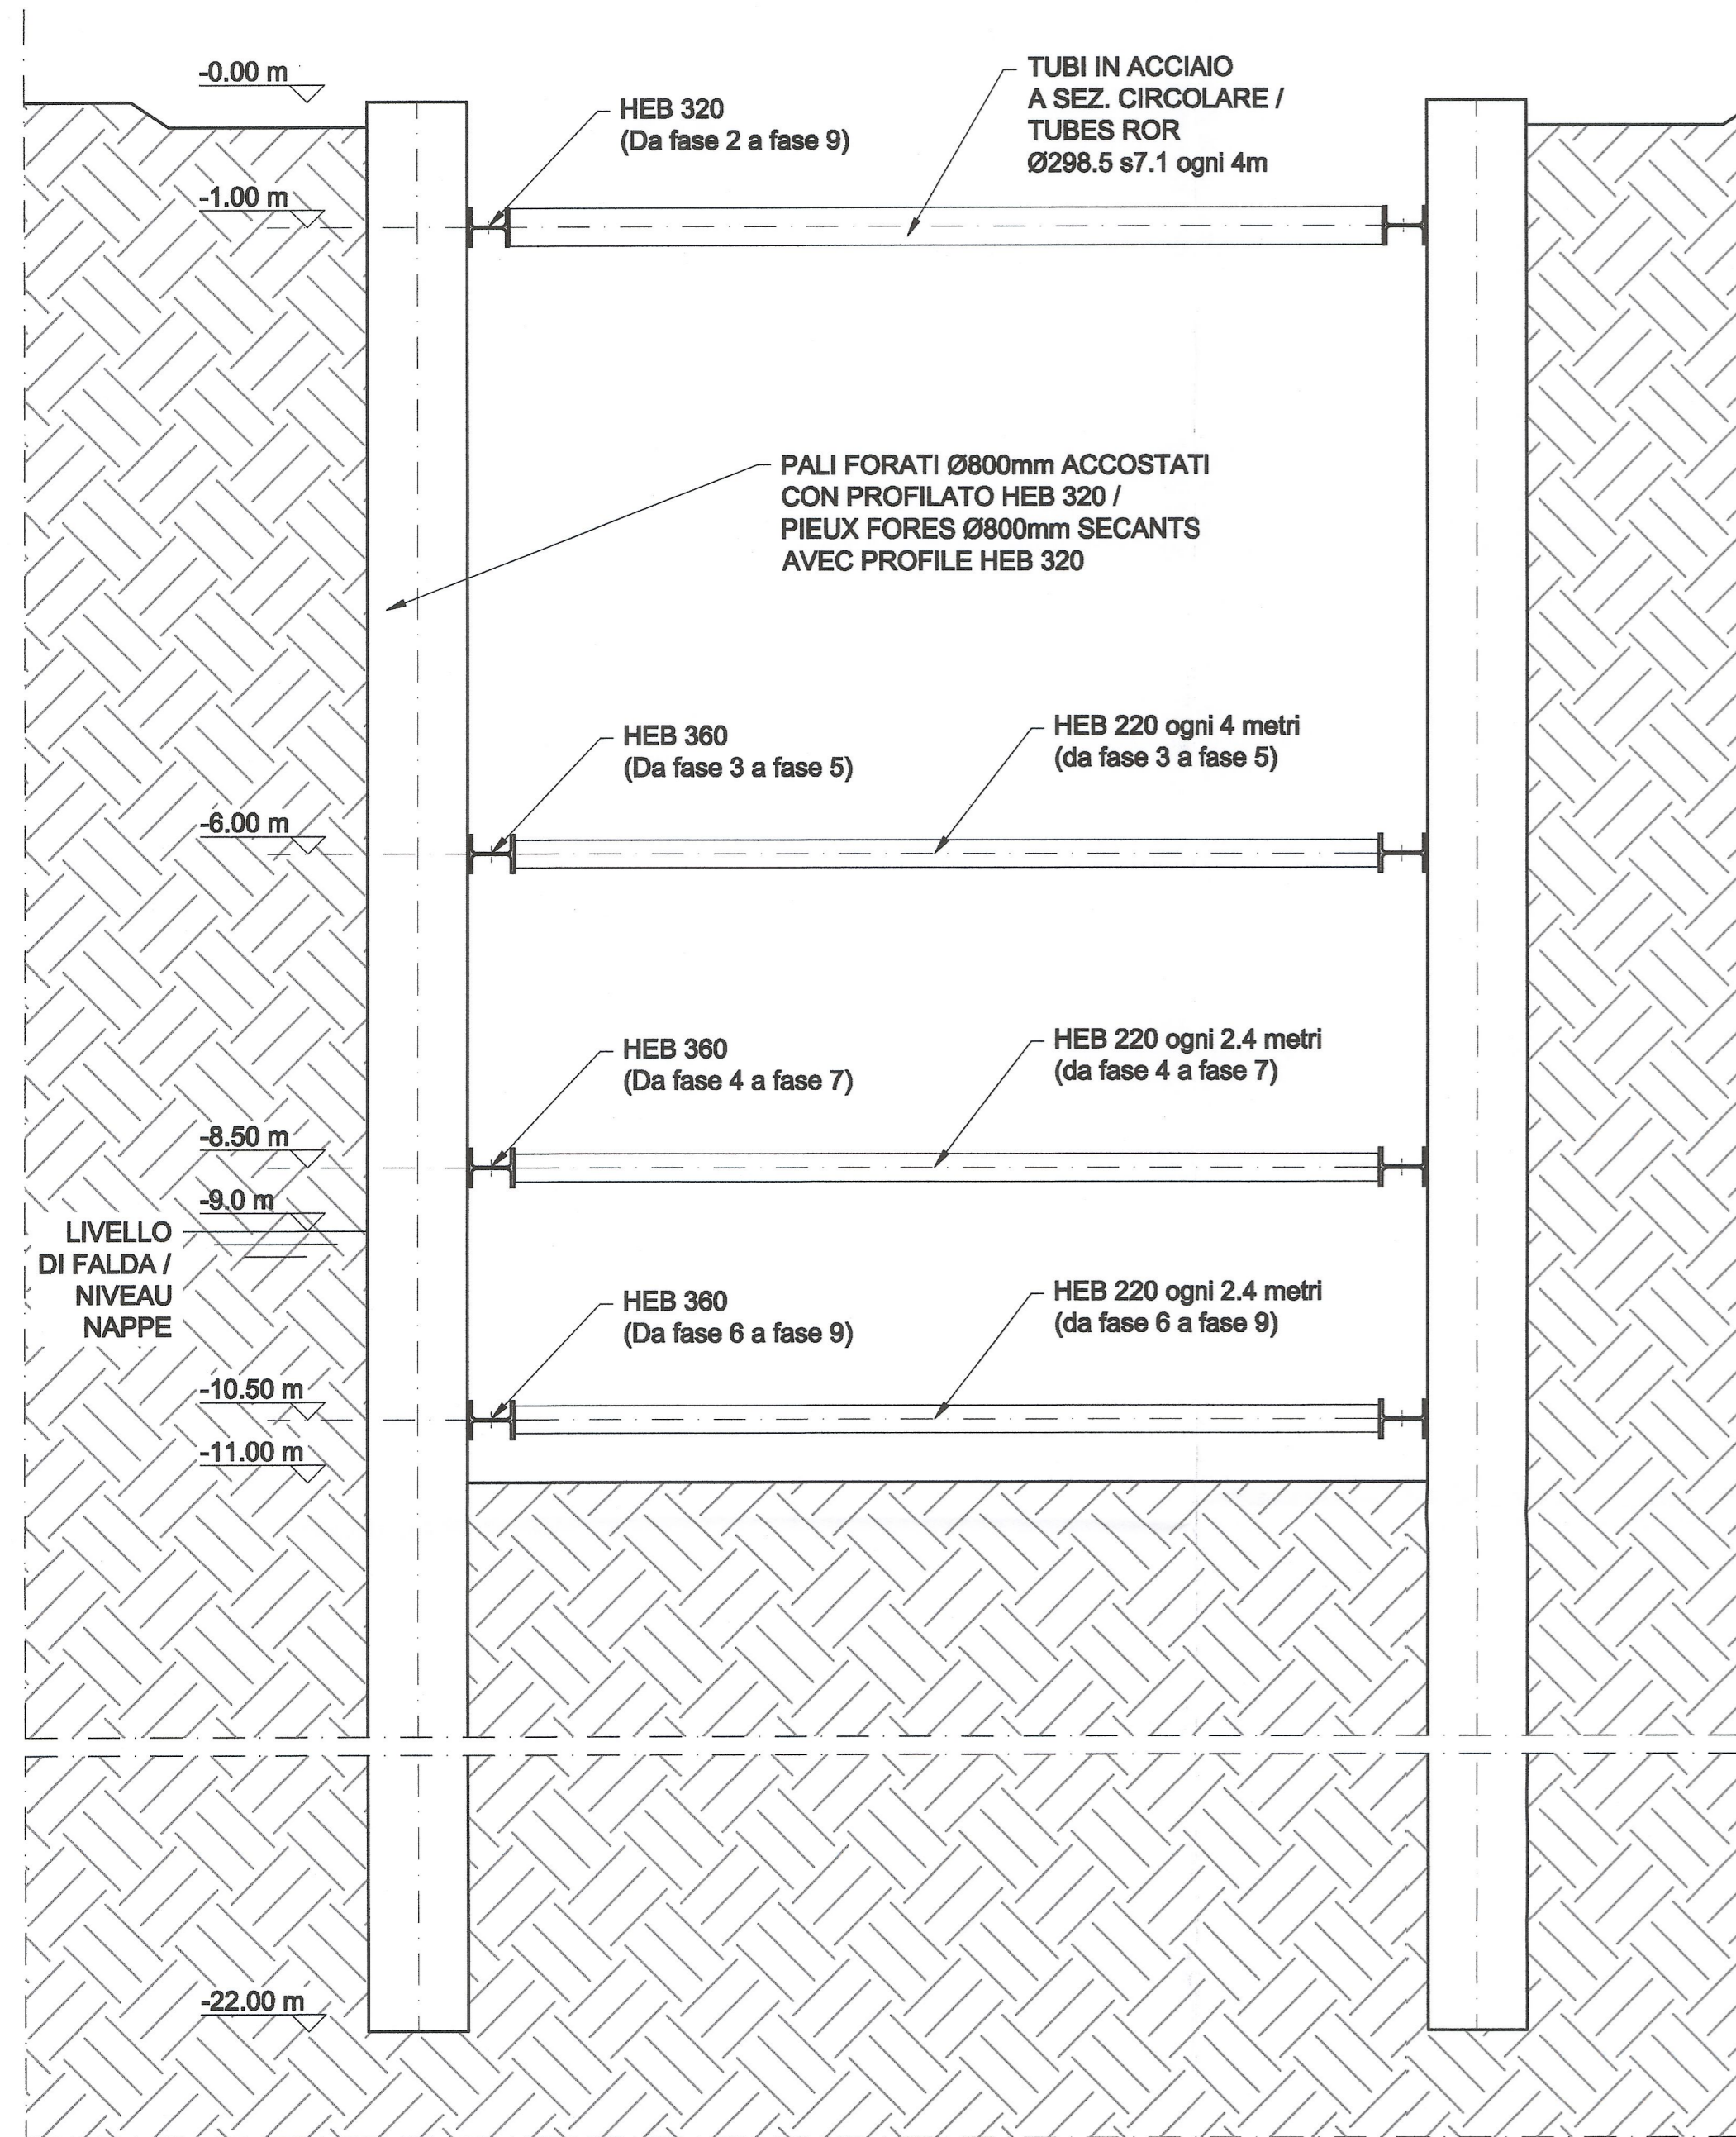 -0.00 m
TUBI IN ACCIAIO
A SEZ. CIRCOLARE /
TUBES ROR
Ø298.5 s7.1 ogni 4m
HEB 320
(Da fase 2 a fase 9)
-1.00 m
PALI FORATI Ø800mm ACCOSTATI
CON PROFILATO HEB 320 /
PIEUX FORES Ø800mm SECANTS
AVEC PROFILE HEB 320
HEB 360
(Da fase 3 a fase 5)
HEB 220 ogni 4 metri
(da fase 3 a fase 5)
-6.00 m
HEB 360
(Da fase 4 a fase 7)
HEB 220 ogni 2.4 metri
(da fase 4 a fase 7)
-8.50 m
-9.0 m
LIVELLO
DI FALDA /
NIVEAU
NAPPE
HEB 360
(Da fase 6 a fase 9)
HEB 220 ogni 2.4 metri
(da fase 6 a fase 9)
-10.50 m
-11.00 m
-22.00 m